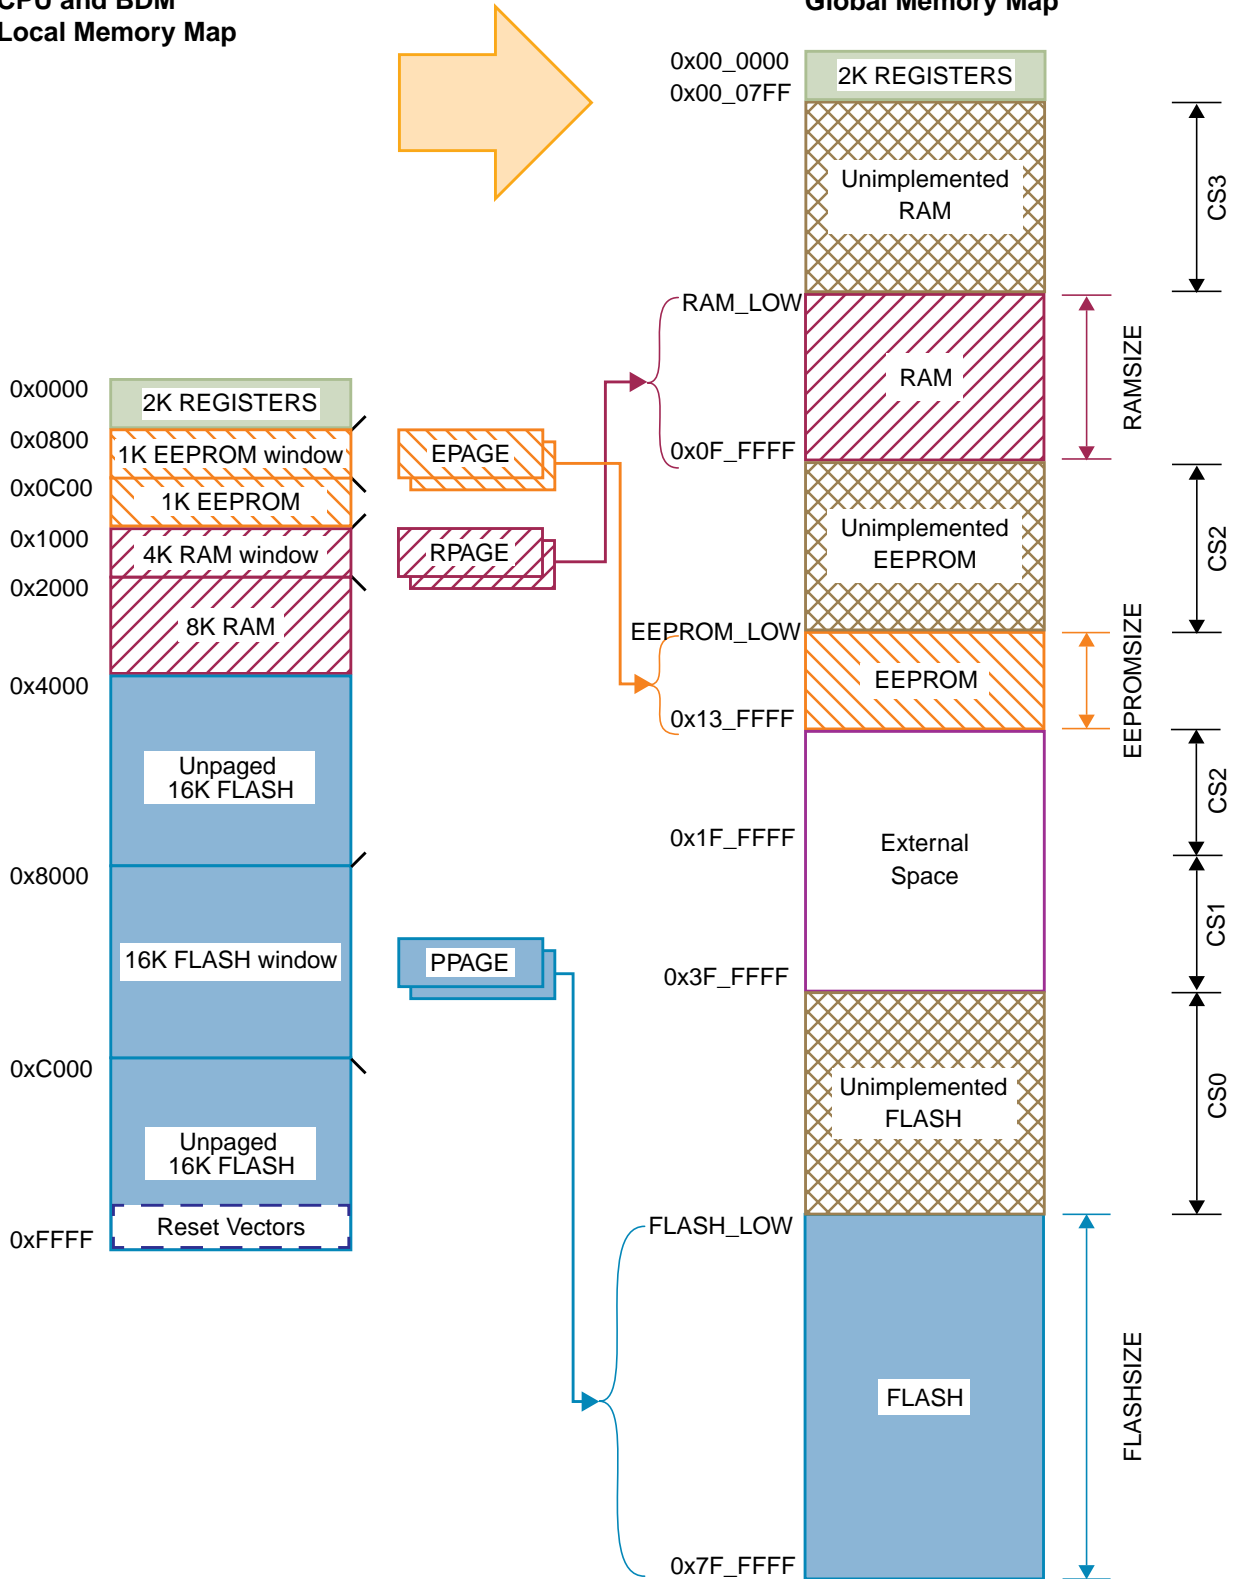 CPU and BDM
Local Memory Map
Global Memory Map
0x0000
2K REGISTERS
0x0800
1K EEPROM window
0x0C00
1K EEPROM
0x1000
4K RAM window
0x2000
8K RAM
0x4000
Unpaged
16K FLASH
0x8000
16K FLASH window
0xC000
Unpaged
16K FLASH
Reset Vectors
0xFFFF
EPAGE
RPAGE
PPAGE
0x00_0000
2K REGISTERS
0x00_07FF
Unimplemented
RAM
CS3
RAM_LOW
RAM
RAMSIZE
0x0F_FFFF
Unimplemented
EEPROM
CS2
EEPROM_LOW
EEPROM
EEPROMSIZE
0x13_FFFF
CS2
0x1F_FFFF
External
Space
CS1
0x3F_FFFF
Unimplemented
FLASH
CS0
FLASH_LOW
FLASH
FLASHSIZE
0x7F_FFFF